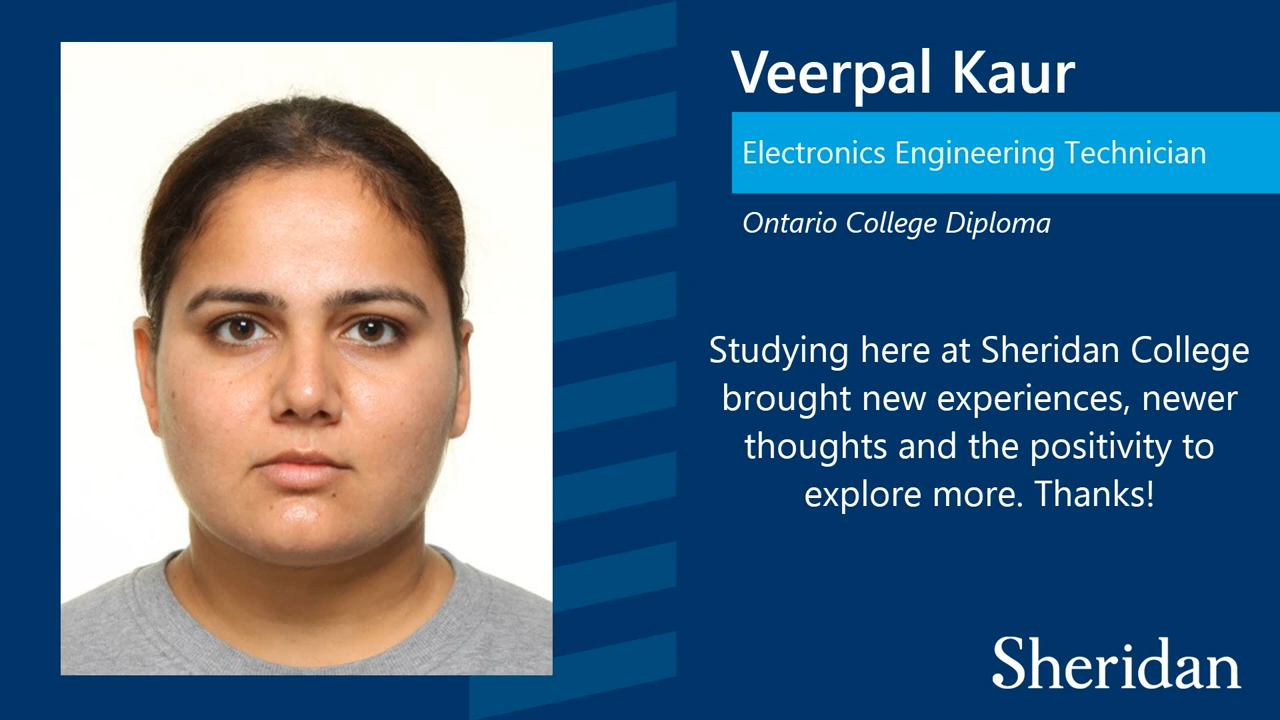 Veerpal Kaur
Electronics Engineering Technician
Ontario College Diploma
Studying here at Sheridan College
brought new experiences, newer
thoughts and the positivity to
explore more. Thanks!
Sheridan